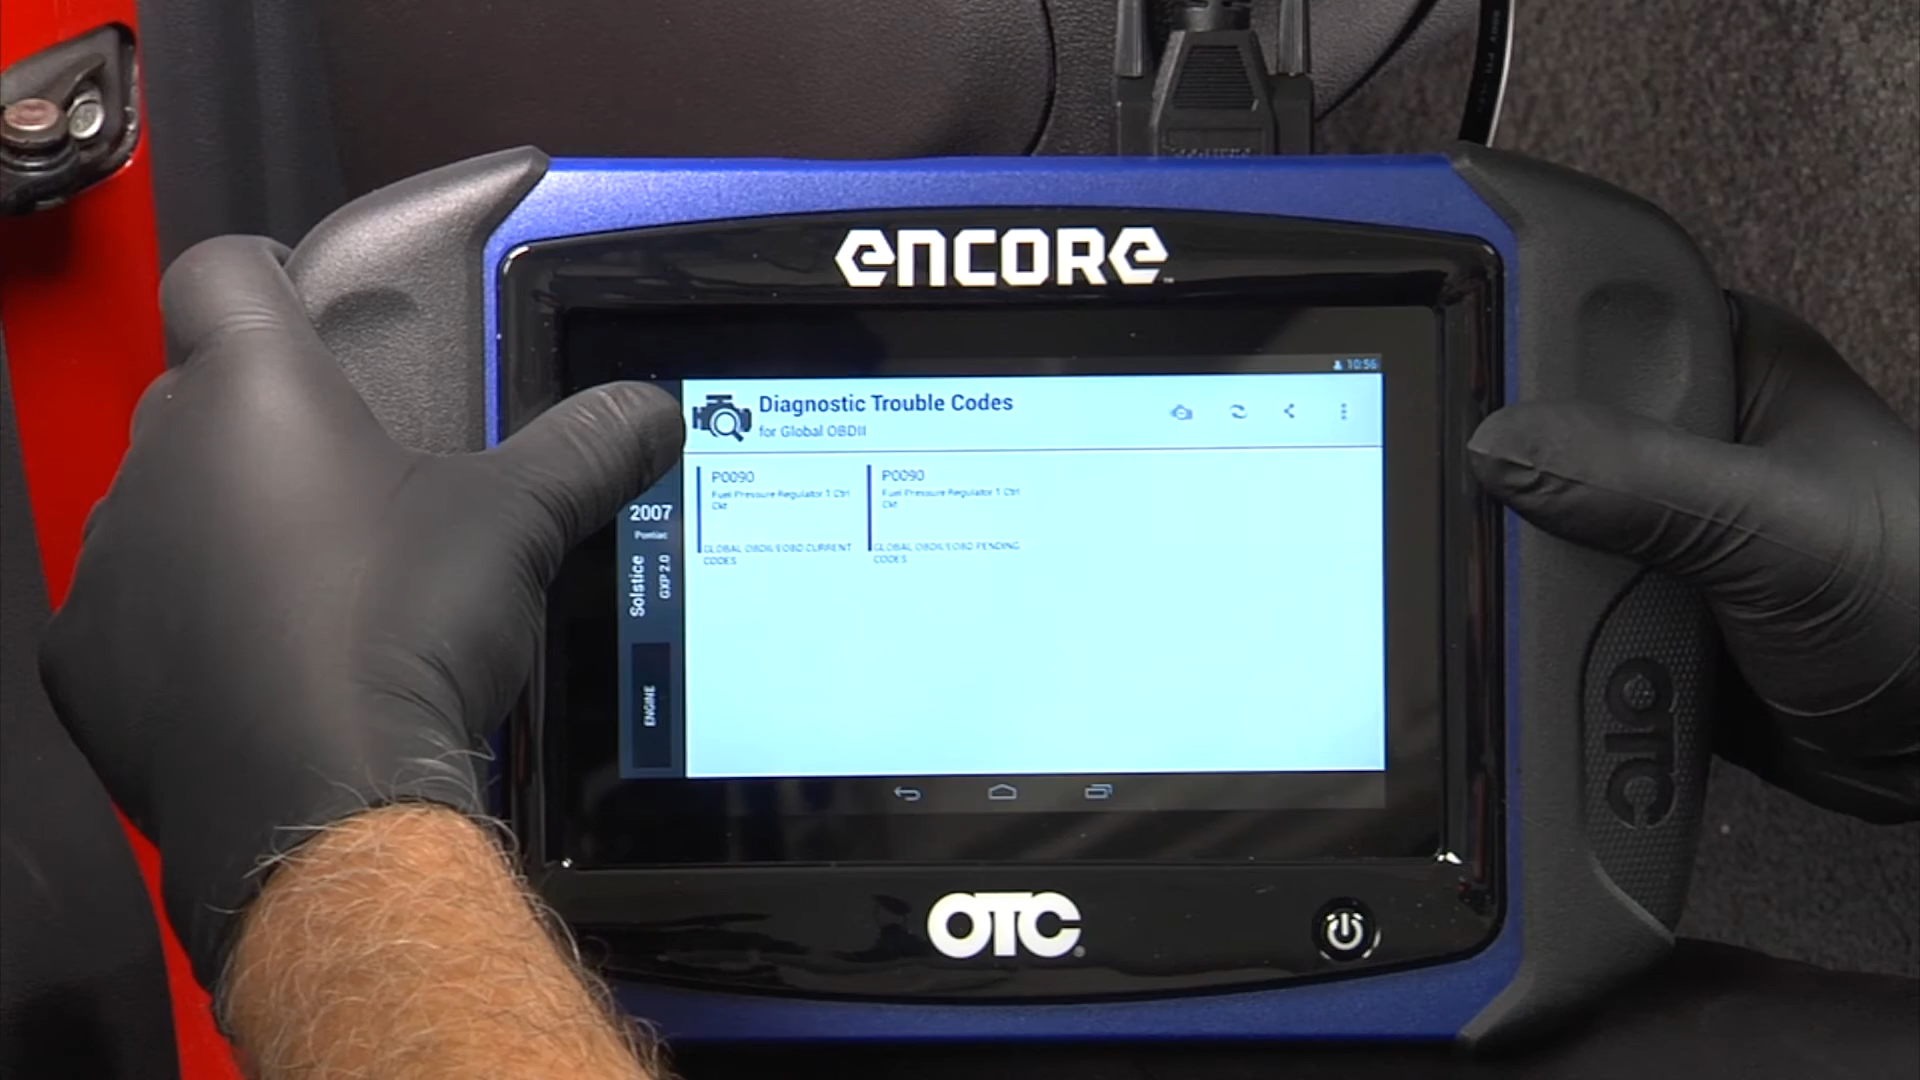 encore
10:56
Diagnostic Trouble Codes
for Global OBDII
P0090
Fuel Pressure Regulator 1 Ctrl
Ckt
GLOBAL OBDII/EOBD CURRENT
CODES
P0090
Fuel Pressure Regulator 1 Ctrl
Ckt
GLOBAL OBDII/EOBD PENDING
CODES
2007
Pontiac
Solstice
GXP 2.0
ENGINE
OTC
OTC